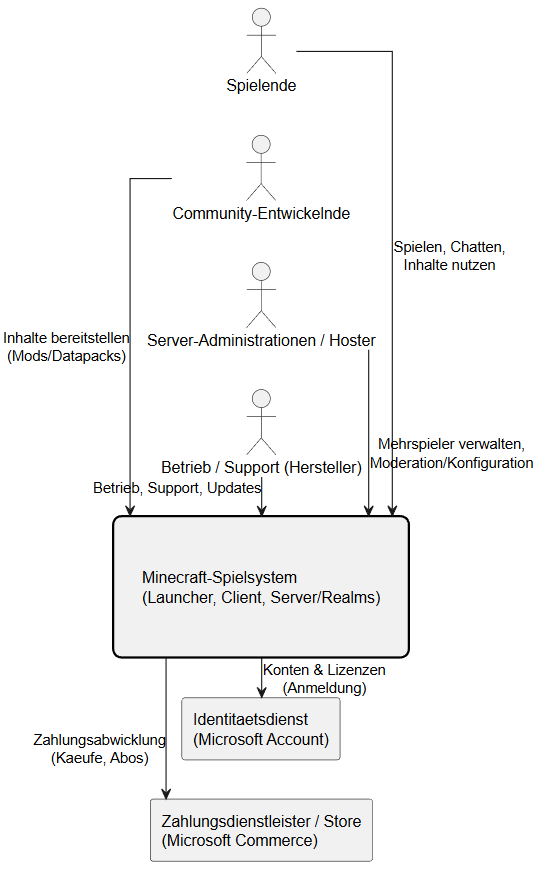 Spielende
Community-Entwickelnde
Spielen, Chatten,
Inhalte nutzen
Server-Administrationen / Hoster
Inhalte bereitstellen
(Mods/Datapacks)
Mehrspieler verwalten,
Moderation/Konfiguration
Betrieb / Support (Hersteller)
Betrieb, Support, Updates
Minecraft-Spielsystem
(Launcher, Client, Server/Realms)
Konten & Lizenzen
(Anmeldung)
Identitaetsdienst
(Microsoft Account)
Zahlungsabwicklung
(Kaeufe, Abos)
Zahlungsdienstleister / Store
(Microsoft Commerce)